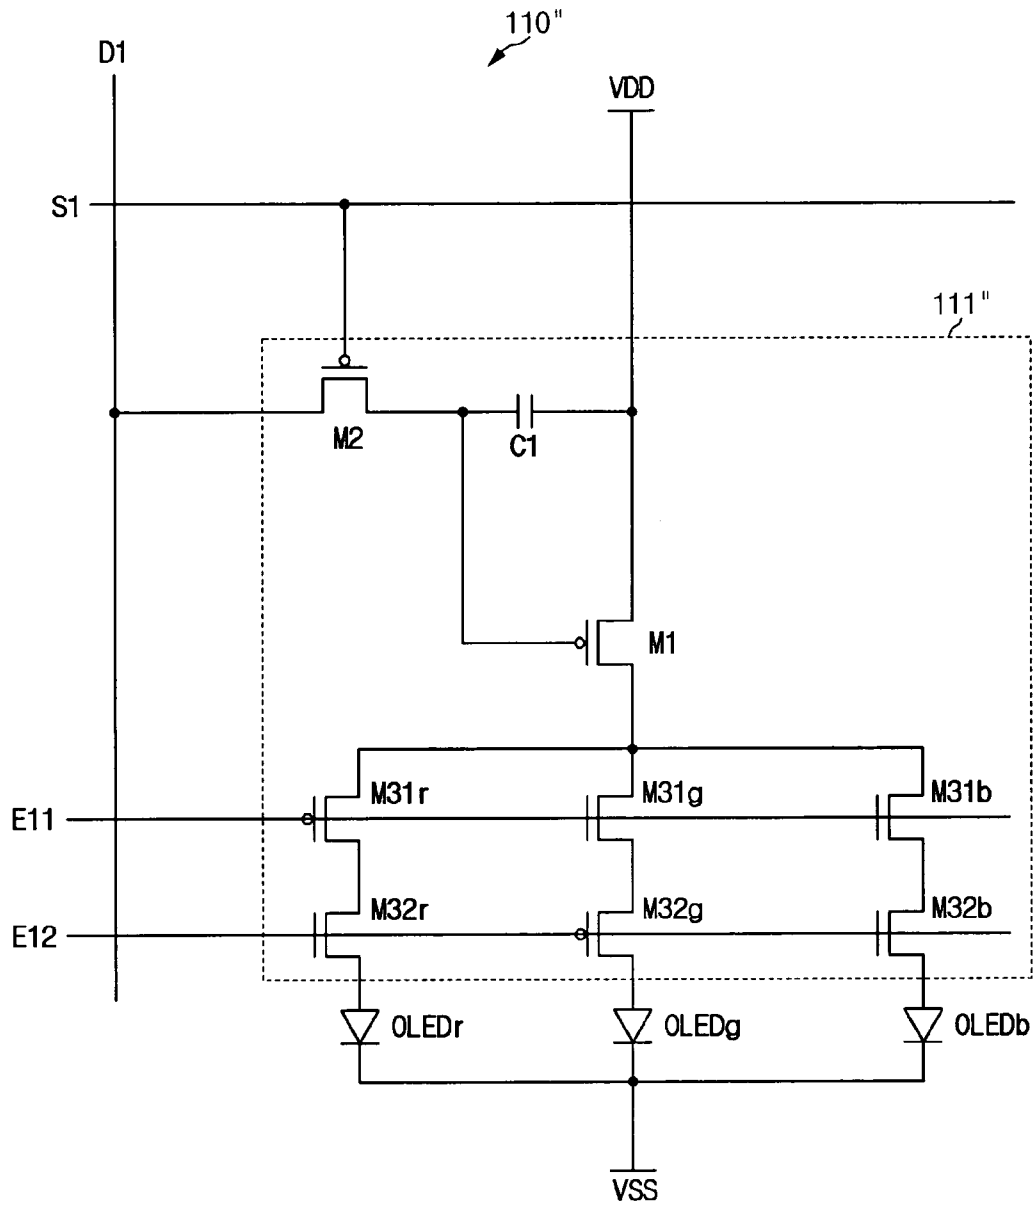 110"
D1
VDD
S1
111"
M2
C1
M1
M31r
M31g
M31b
E11
M32r
M32g
M32b
E12
OLEDr
OLEDg
OLEDb
VSS